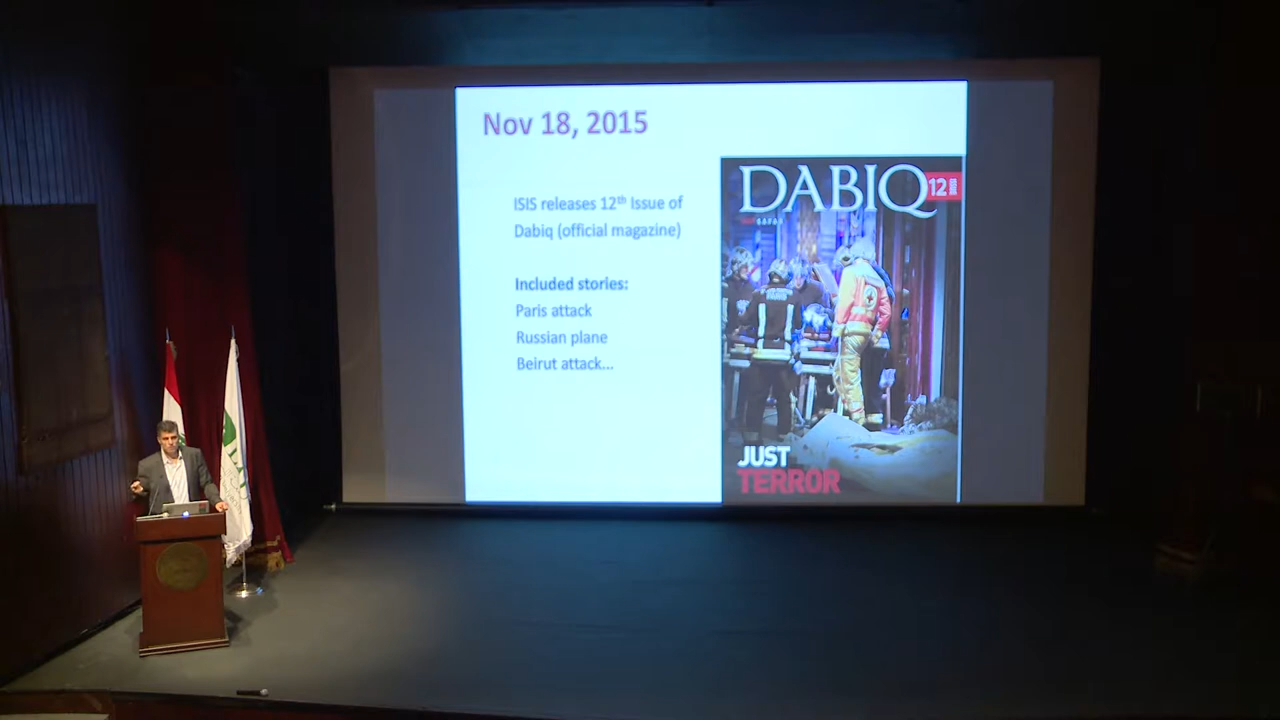 Nov 18, 2015
ISIS releases 12th Issue of
Dabiq (official magazine)
Included stories:
Paris attack
Russian plane
Beirut attack...
DABIQ
12
JUST
TERROR